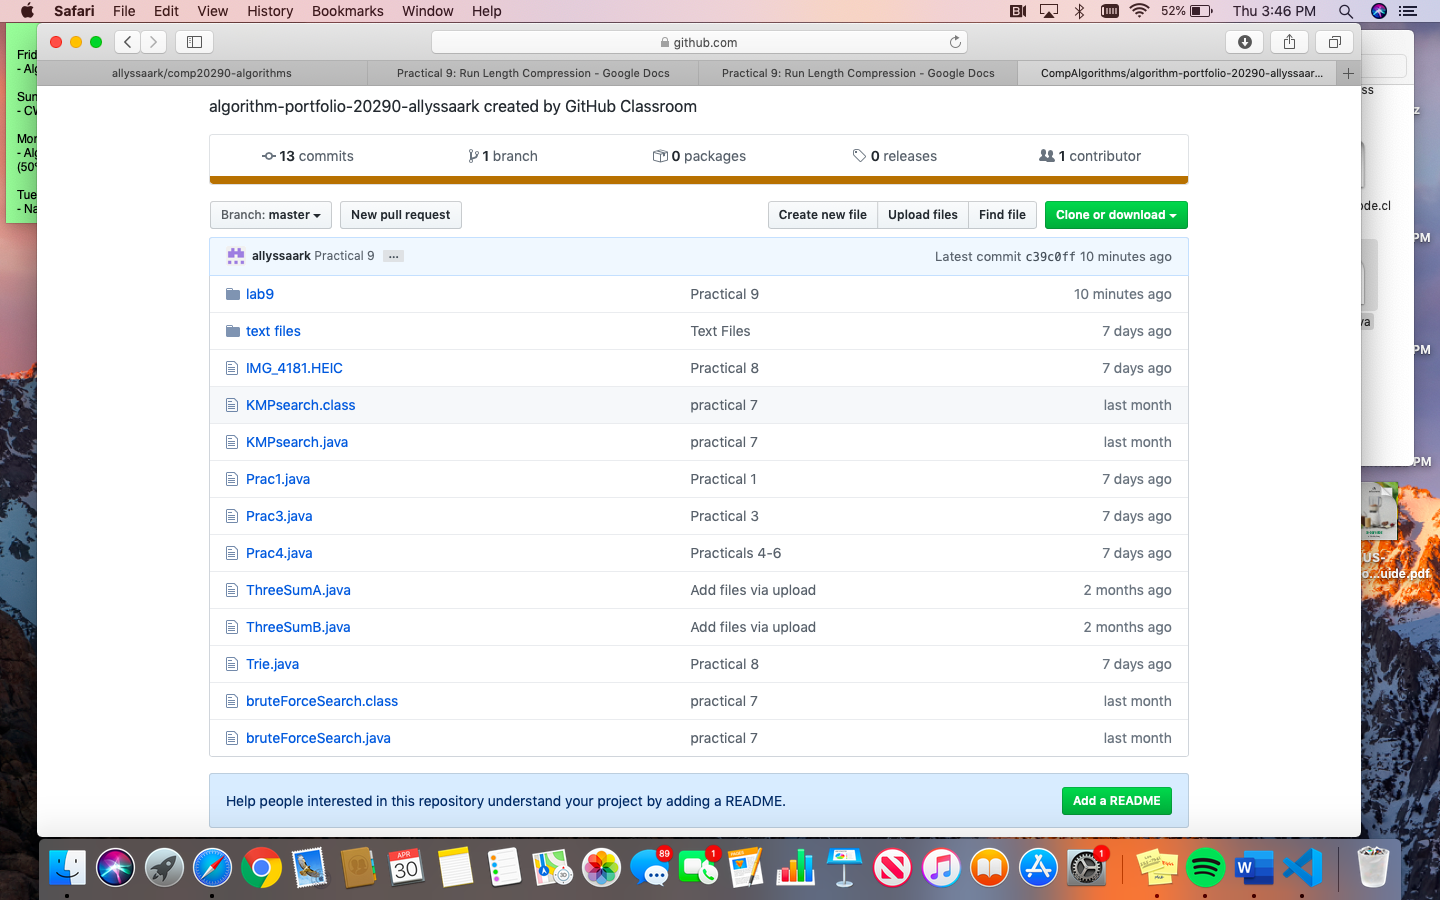 Safari File Edit View History Bookmarks Window Help 52% Thu 3:46 PM
github.com
allyssaark/comp20290-algorithms Practical 9: Run Length Compression - Google Docs Practical 9: Run Length Compression - Google Docs CompAlgorithms/algorithm-portfolio-20290-allyssaar...
Frid
- Alg
Sun
- CW
Mon
- Alg
(50%
Tue
- Na
algorithm-portfolio-20290-allyssaark created by GitHub Classroom
13 commits 1 branch 0 packages 0 releases 1 contributor
Branch: master New pull request Create new file Upload files Find file Clone or download
allyssaark Practical 9 ... Latest commit c39c0ff 10 minutes ago
lab9 Practical 9 10 minutes ago
text files Text Files 7 days ago
IMG_4181.HEIC Practical 8 7 days ago
KMPsearch.class practical 7 last month
KMPsearch.java practical 7 last month
Prac1.java Practical 1 7 days ago
Prac3.java Practical 3 7 days ago
Prac4.java Practicals 4-6 7 days ago
ThreeSumA.java Add files via upload 2 months ago
ThreeSumB.java Add files via upload 2 months ago
Trie.java Practical 8 7 days ago
bruteForceSearch.class practical 7 last month
bruteForceSearch.java practical 7 last month
Help people interested in this repository understand your project by adding a README. Add a README
ss
z
de.cl
PM
va
PM
PM
US-
o...uide.pdf
APR
30
89
1
1
W